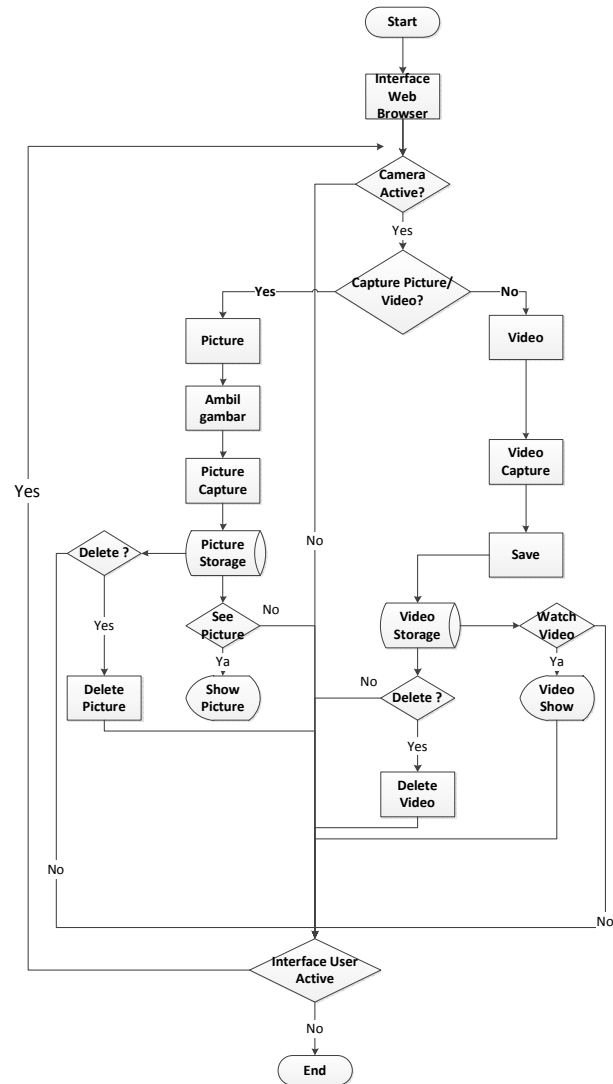 Start
Interface
Web
Browser
Camera
Active?
Yes
Capture Picture/
Video?
Yes
No
Picture
Video
Ambil
gambar
Video
Capture
Picture
Capture
Yes
Delete ?
Picture
Storage
No
Save
Yes
See
Picture
No
Video
Storage
Watch
Video
Ya
Ya
Delete
Picture
Show
Picture
No
Delete ?
Video
Show
Yes
Delete
Video
No
No
Interface User
Active
No
End